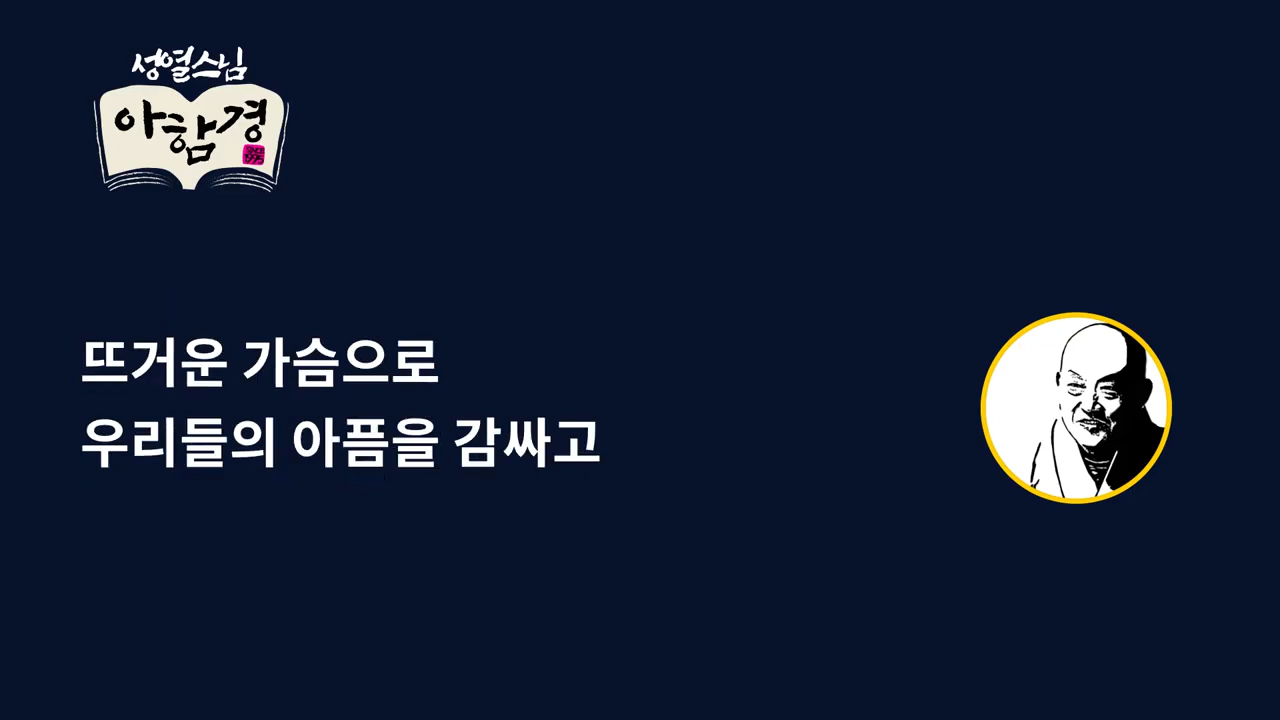 성열스님
아함경
뜨거운 가슴으로
우리들의 아픔을 감싸고